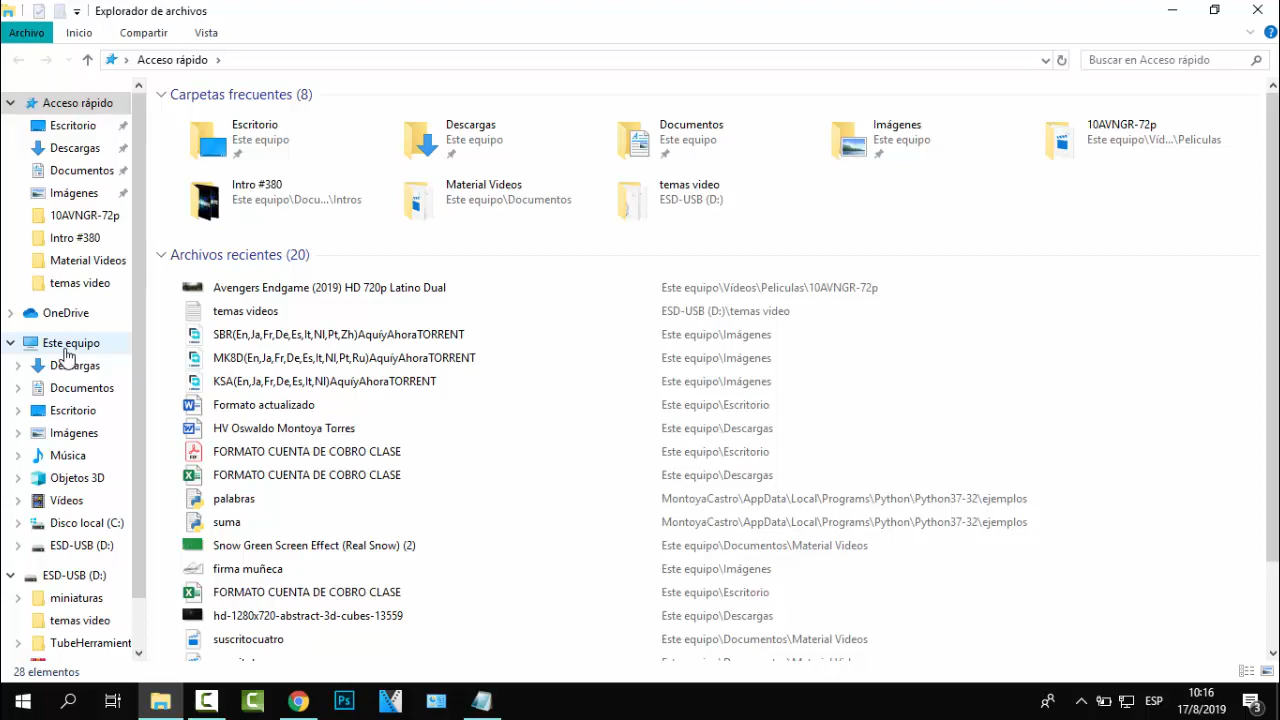 Explorador de archivos
Archivo Inicio Compartir Vista
Acceso rápido
Buscar en Acceso rápido
Acceso rápido
Escritorio
Descargas
Documentos
Imágenes
10AVNGR-72p
Intro #380
Material Videos
temas video
OneDrive
Este equipo
Descargas
Documentos
Escritorio
Imágenes
Música
Objetos 3D
Vídeos
Disco local (C:)
ESD-USB (D:)
ESD-USB (D:)
miniaturas
temas video
TubeHerramient
Carpetas frecuentes (8)
Escritorio
Este equipo
Descargas
Este equipo
Documentos
Este equipo
Imágenes
Este equipo
10AVNGR-72p
Este equipo\Víd...\Peliculas
Intro #380
Este equipo\Docu...\Intros
Material Videos
Este equipo\Documentos
temas video
ESD-USB (D:)
Archivos recientes (20)
Avengers Endgame (2019) HD 720p Latino Dual Este equipo\Vídeos\Peliculas\10AVNGR-72p
temas videos ESD-USB (D:)\temas video
SBR(En,Ja,Fr,De,Es,It,Nl,Pt,Zh)AquíyAhoraTORRENT Este equipo\Imágenes
MK8D(En,Ja,Fr,De,Es,It,Nl,Pt,Ru)AquíyAhoraTORRENT Este equipo\Imágenes
KSA(En,Ja,Fr,De,Es,It,Nl)AquíyAhoraTORRENT Este equipo\Imágenes
Formato actualizado Este equipo\Escritorio
HV Oswaldo Montoya Torres Este equipo\Descargas
FORMATO CUENTA DE COBRO CLASE Este equipo\Escritorio
FORMATO CUENTA DE COBRO CLASE Este equipo\Descargas
palabras MontoyaCastro\AppData\Local\Programs\Python\Python37-32\ejemplos
suma MontoyaCastro\AppData\Local\Programs\Python\Python37-32\ejemplos
Snow Green Screen Effect (Real Snow) (2) Este equipo\Documentos\Material Videos
firma muñeca Este equipo\Imágenes
FORMATO CUENTA DE COBRO CLASE Este equipo\Escritorio
hd-1280x720-abstract-3d-cubes-13559 Este equipo\Descargas
suscritocuatro Este equipo\Documentos\Material Videos
28 elementos
Ps
ESP
10:16
17/8/2019
3